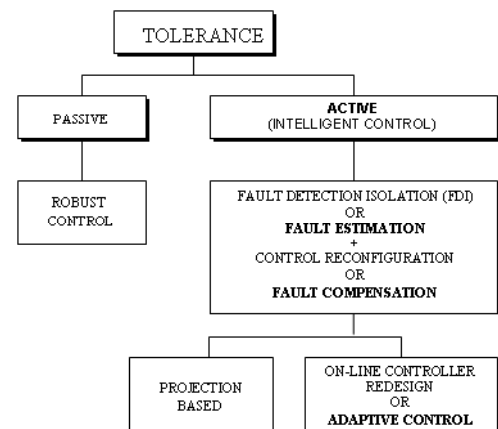 TOLERANCE
PASSIVE
ACTIVE
(INTELLIGENT CONTROL)
ROBUST
CONTROL
FAULT DETECTION ISOLATION (FDI)
OR
FAULT ESTIMATION
+
CONTROL RECONFIGURATION
OR
FAULT COMPENSATION
PROJECTION
BASED
ON-LINE CONTROLLER
REDESIGN
OR
ADAPTIVE CONTROL